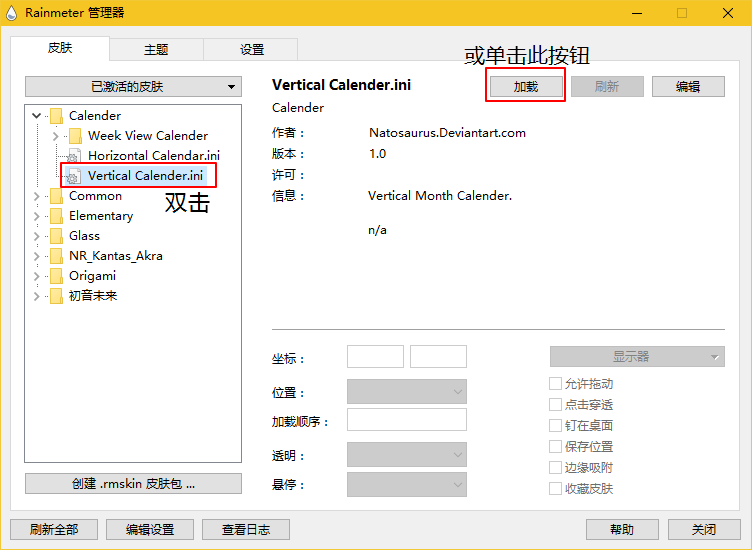 Rainmeter 管理器
皮肤
主题
设置
或单击此按钮
已激活的皮肤
Vertical Calender.ini
加载
刷新
编辑
Calender
Week View Calender
Horizontal Calendar.ini
Vertical Calender.ini
双击
Common
Elementary
Glass
NR_Kantas_Akra
Origami
初音未来
Calender
作者： Natosaurus.Deviantart.com
版本： 1.0
许可：
信息： Vertical Month Calender.
n/a
坐标：
显示器
位置：
加载顺序：
透明：
悬停：
允许拖动
点击穿透
钉在桌面
保存位置
边缘吸附
收藏皮肤
创建 .rmskin 皮肤包 ...
刷新全部
编辑设置
查看日志
帮助
关闭